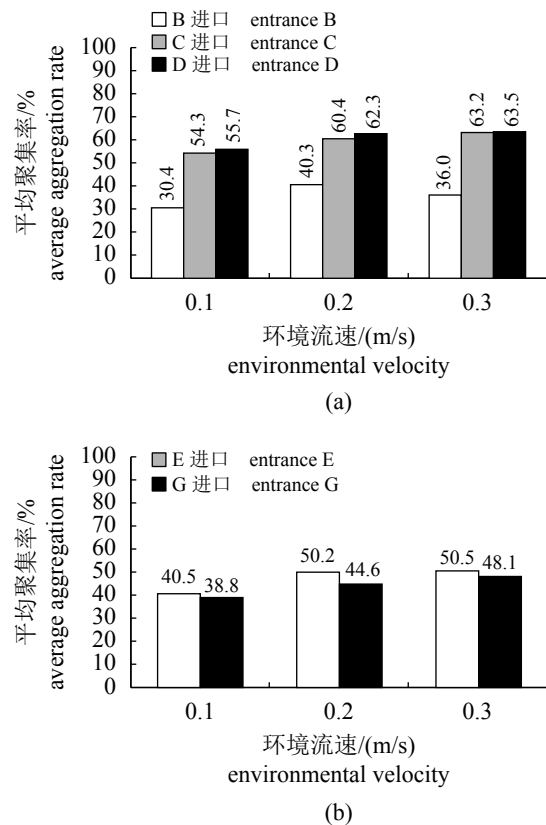 B 进口 entrance B
C 进口 entrance C
D 进口 entrance D
平均聚集率/%
average aggregation rate
100
90
80
70
60
50
40
30
20
10
0
30.4 54.3 55.7 40.3 60.4 62.3 36.0 63.2 63.5
0.1 0.2 0.3
环境流速/(m/s)
environmental velocity
(a)
E 进口 entrance E
G 进口 entrance G
平均聚集率/%
average aggregation rate
100
90
80
70
60
50
40
30
20
10
0
40.5 38.8 50.2 44.6 50.5 48.1
0.1 0.2 0.3
环境流速/(m/s)
environmental velocity
(b)